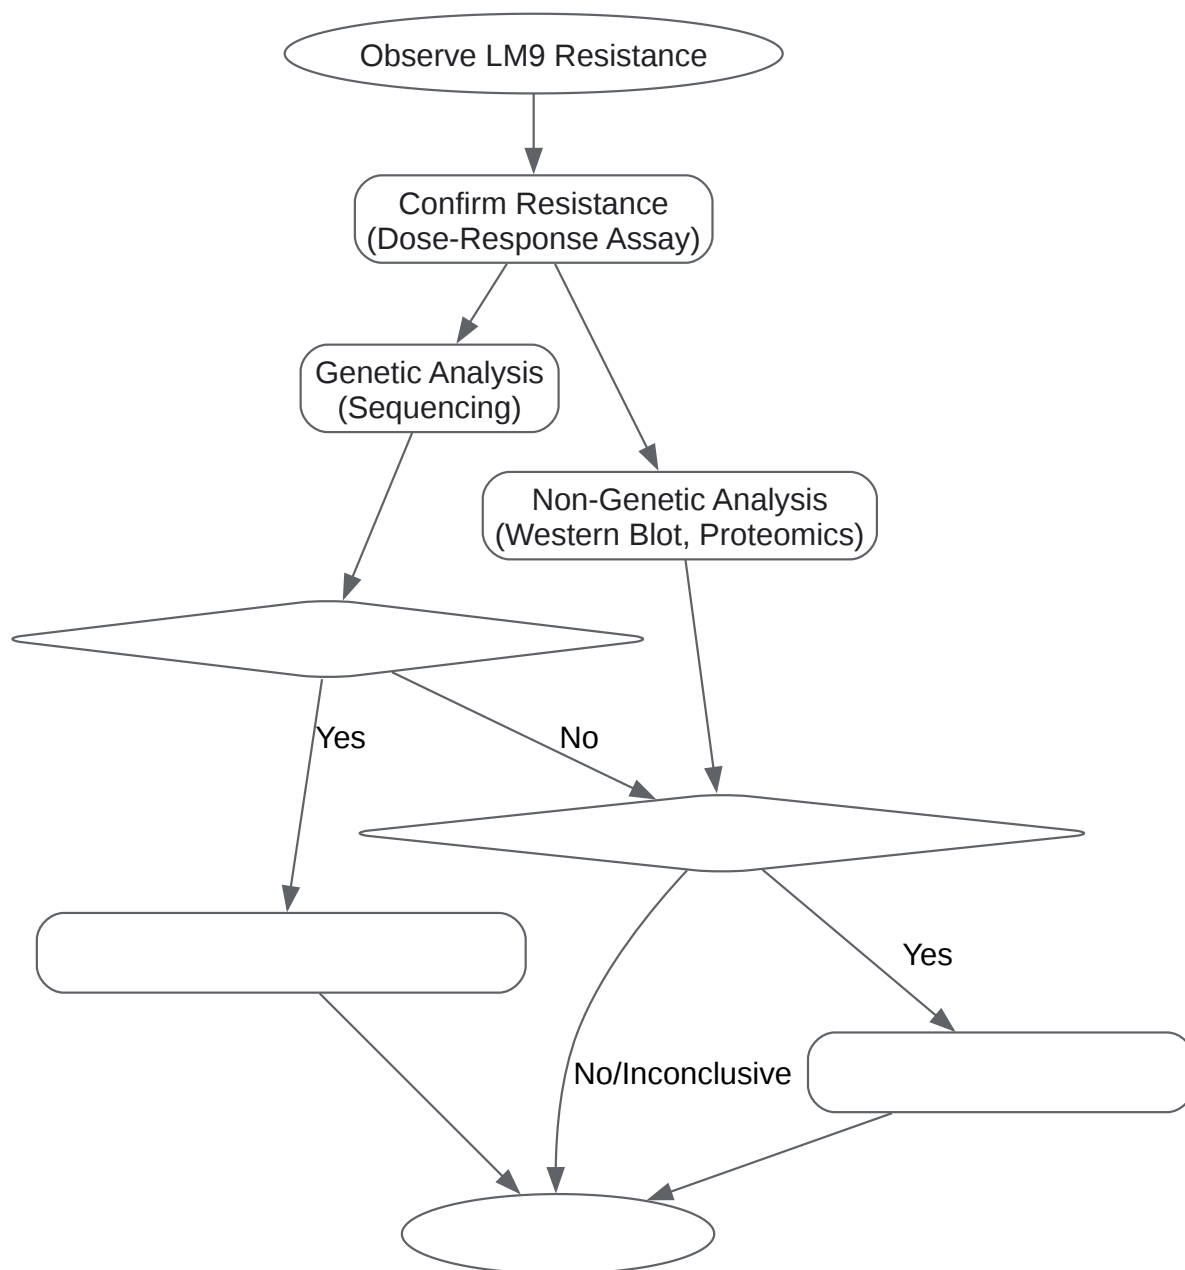 Observe LM9 Resistance
Confirm Resistance
(Dose-Response Assay)
Genetic Analysis
(Sequencing)
Non-Genetic Analysis
(Western Blot, Proteomics)
Yes
No
Yes
No/Inconclusive